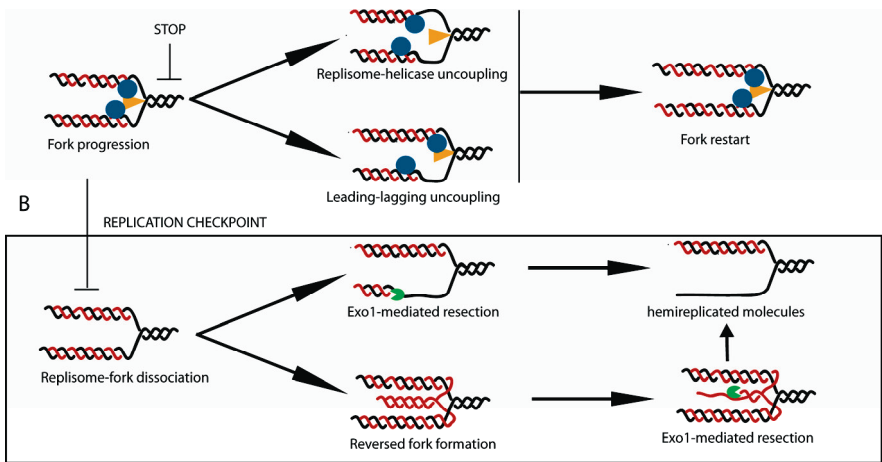 STOP
Replisome-helicase uncoupling
Fork progression
Fork restart
Leading-lagging uncoupling
B
REPLICATION CHECKPOINT
Exo1-mediated resection
hemireplicated molecules
Replisome-fork dissociation
Reversed fork formation
Exo1-mediated resection